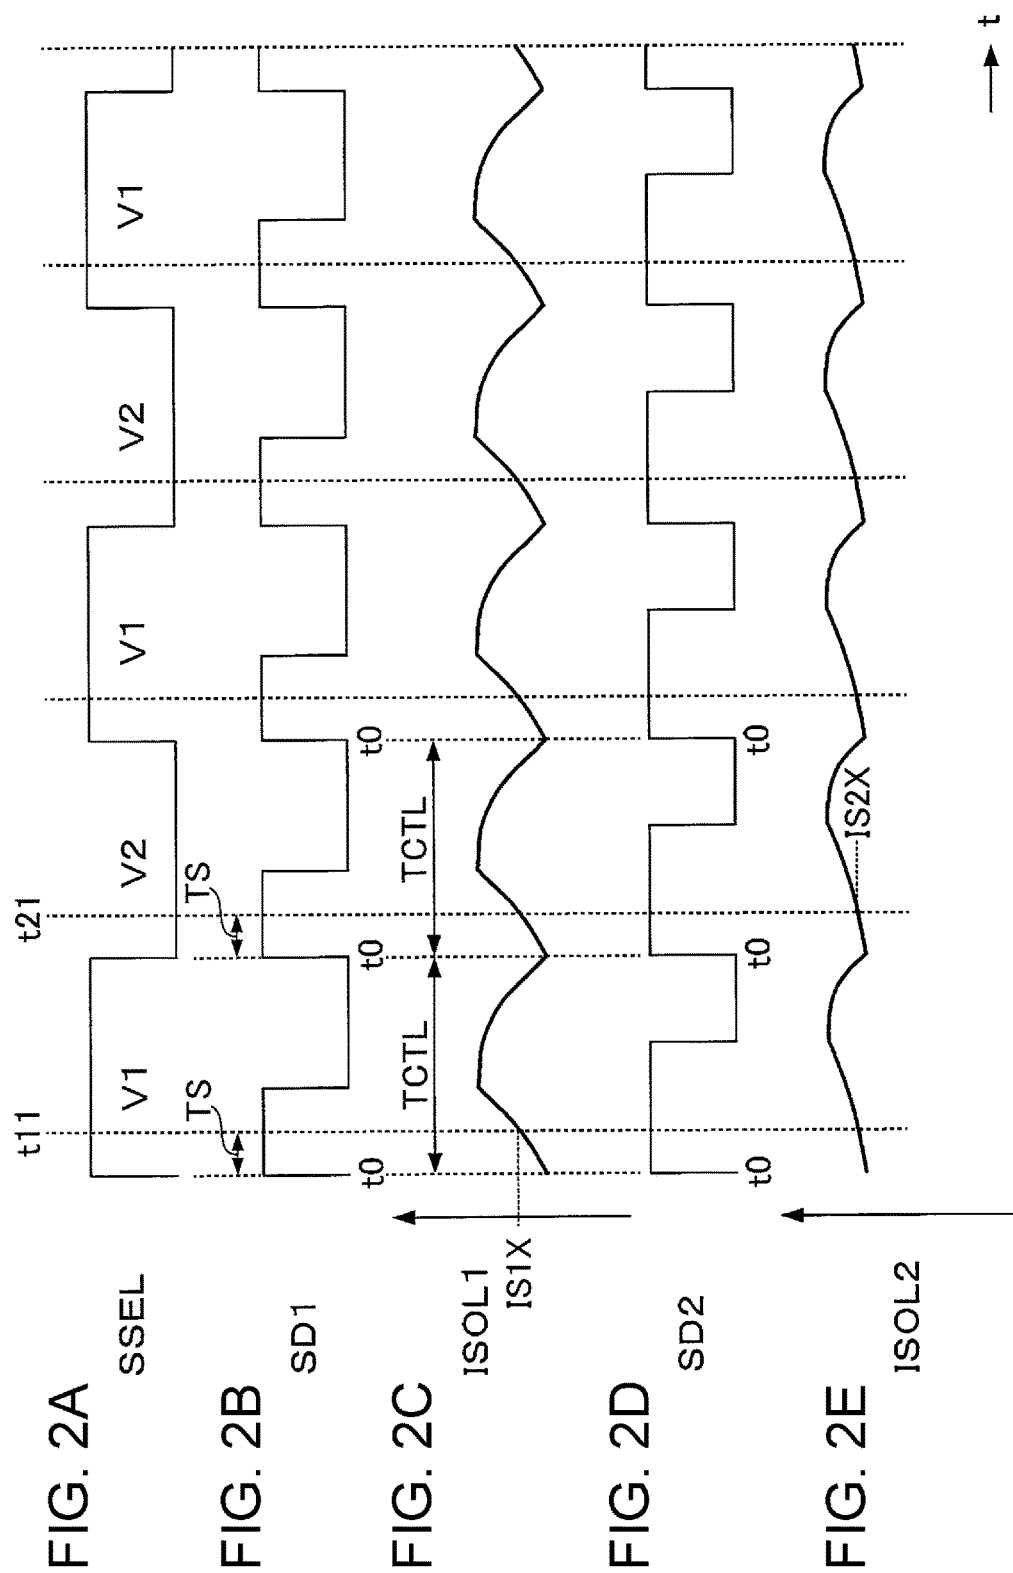 t11
t21
FIG. 2A
SSEL
V1
V2
V1
V2
V1
TS
TS
FIG. 2B
SD1
t0
t0
t0
FIG. 2C
TCTL
TCTL
ISOL1
IS1X
FIG. 2D
SD2
t0
t0
t0
FIG. 2E
IS2X
ISOL2
t